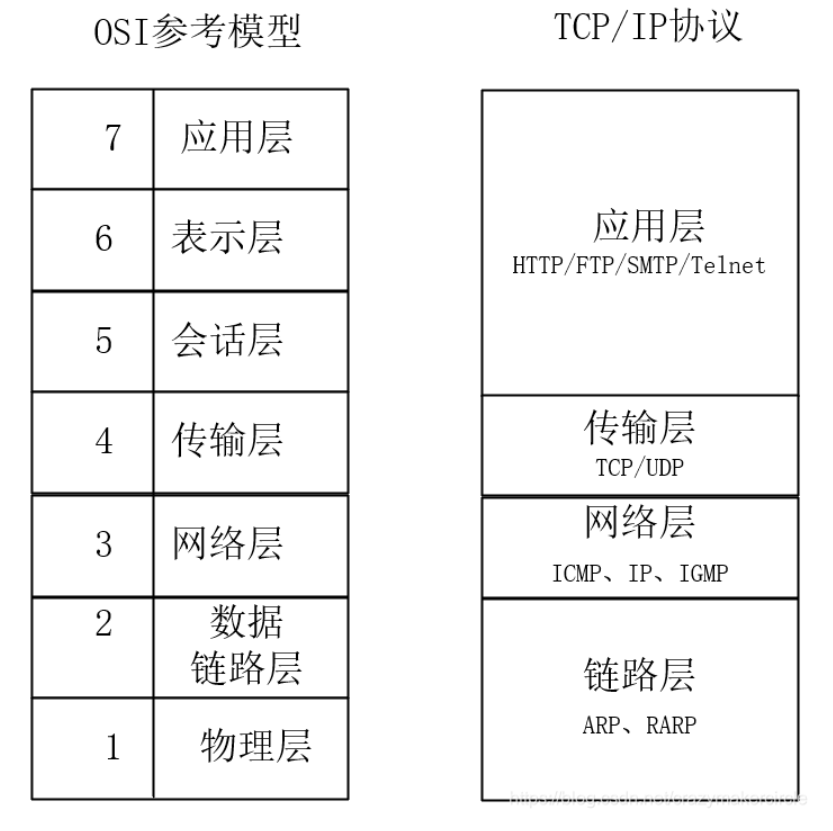 OSI参考模型
TCP/IP协议
7 应用层
6 表示层
5 会话层
4 传输层
3 网络层
2 数据
链路层
1 物理层
应用层
HTTP/FTP/SMTP/Telnet
传输层
TCP/UDP
网络层
ICMP、IP、IGMP
链路层
ARP、RARP
https://blog.csdn.net/crazymakercircle